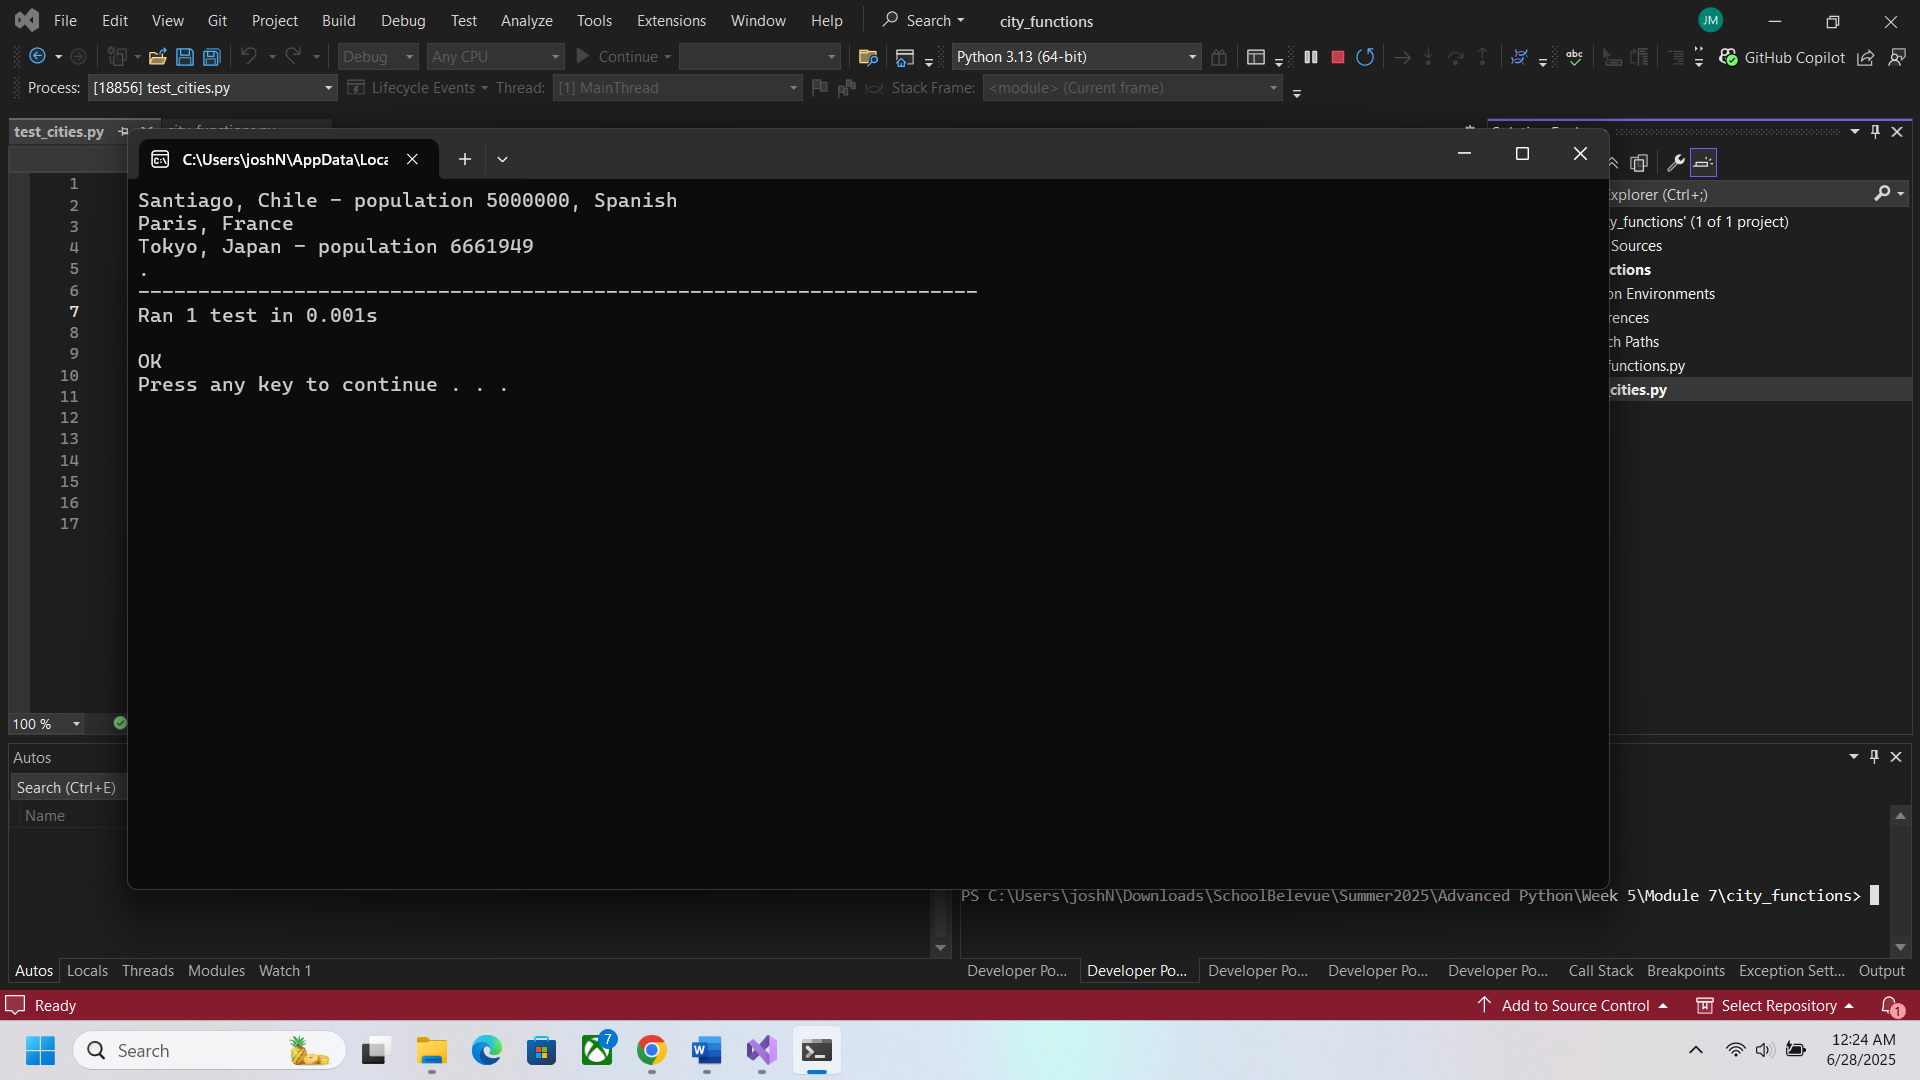 File Edit View Git Project Build Debug Test Analyze Tools Extensions Window Help Search city_functions JM
Debug Any CPU Continue Python 3.13 (64-bit) abc GitHub Copilot
Process: [18856] test_cities.py Lifecycle Events Thread: [1] MainThread Stack Frame: <module> (Current frame)
test_cities.py
C:\Users\joshN\AppData\Loca
1
2
3
4
5
6
7
8
9
10
11
12
13
14
15
16
17
Santiago, Chile - population 5000000, Spanish
Paris, France
Tokyo, Japan - population 6661949
.
----------------------------------------------------------------------
Ran 1 test in 0.001s
OK
Press any key to continue . . .
xplorer (Ctrl+;)
y_functions' (1 of 1 project)
Sources
ctions
on Environments
rences
ch Paths
functions.py
cities.py
100 %
Autos
Search (Ctrl+E)
Name
PS C:\Users\joshN\Downloads\SchoolBelevue\Summer2025\Advanced Python\Week 5\Module 7\city_functions>
Autos Locals Threads Modules Watch 1
Developer Po... Developer Po... Developer Po... Developer Po... Developer Po... Call Stack Breakpoints Exception Sett... Output
Ready Add to Source Control Select Repository 1
Search 7 12:24 AM
6/28/2025